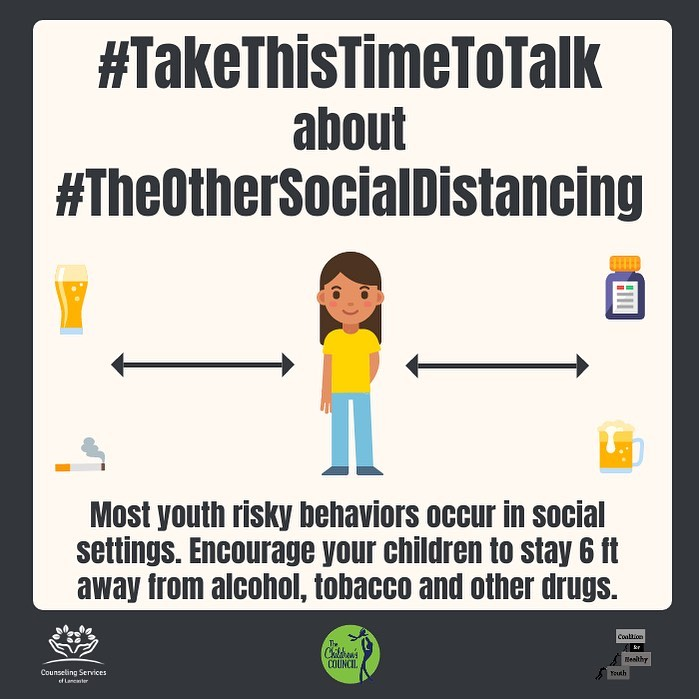 #TakeThisTimeToTalk
about
#TheOtherSocialDistancing
Most youth risky behaviors occur in social
settings. Encourage your children to stay 6 ft
away from alcohol, tobacco and other drugs.
Counseling Services
of Lancaster
The
Children's
COUNCIL
Coalition
for
Healthy
Youth